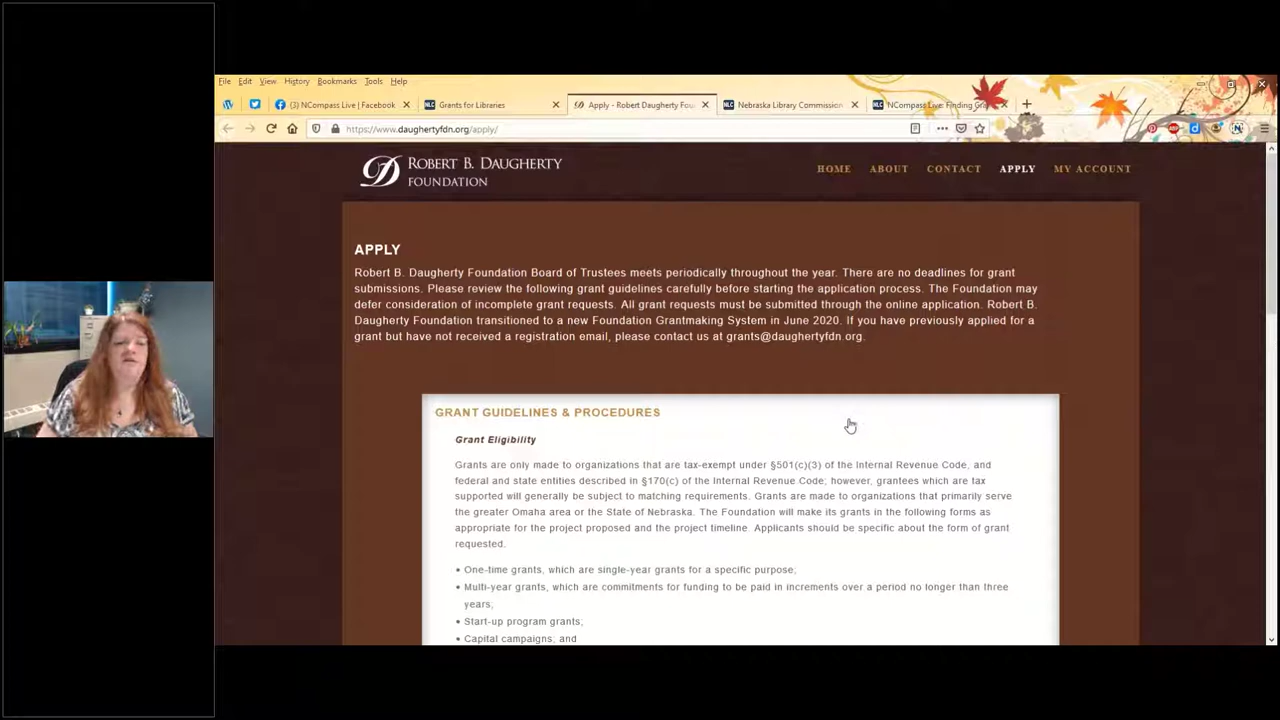 File Edit View History Bookmarks Tools Help
(3) NCompass Live | Facebook
NLC Grants for Libraries
Apply - Robert Daugherty Fou
NLC Nebraska Library Commission
NLC NCompass Live: Finding Gra
https://www.daughertyfdn.org/apply/
ROBERT B. DAUGHERTY
FOUNDATION
HOME ABOUT CONTACT APPLY MY ACCOUNT
APPLY
Robert B. Daugherty Foundation Board of Trustees meets periodically throughout the year. There are no deadlines for grant
submissions. Please review the following grant guidelines carefully before starting the application process. The Foundation may
defer consideration of incomplete grant requests. All grant requests must be submitted through the online application. Robert B.
Daugherty Foundation transitioned to a new Foundation Grantmaking System in June 2020. If you have previously applied for a
grant but have not received a registration email, please contact us at grants@daughertyfdn.org.
GRANT GUIDELINES & PROCEDURES
Grant Eligibility
Grants are only made to organizations that are tax-exempt under §501(c)(3) of the Internal Revenue Code, and
federal and state entities described in §170(c) of the Internal Revenue Code; however, grantees which are tax
supported will generally be subject to matching requirements. Grants are made to organizations that primarily serve
the greater Omaha area or the State of Nebraska. The Foundation will make its grants in the following forms as
appropriate for the project proposed and the project timeline. Applicants should be specific about the form of grant
requested.
• One-time grants, which are single-year grants for a specific purpose;
• Multi-year grants, which are commitments for funding to be paid in increments over a period no longer than three
years;
• Start-up program grants;
• Capital campaigns; and